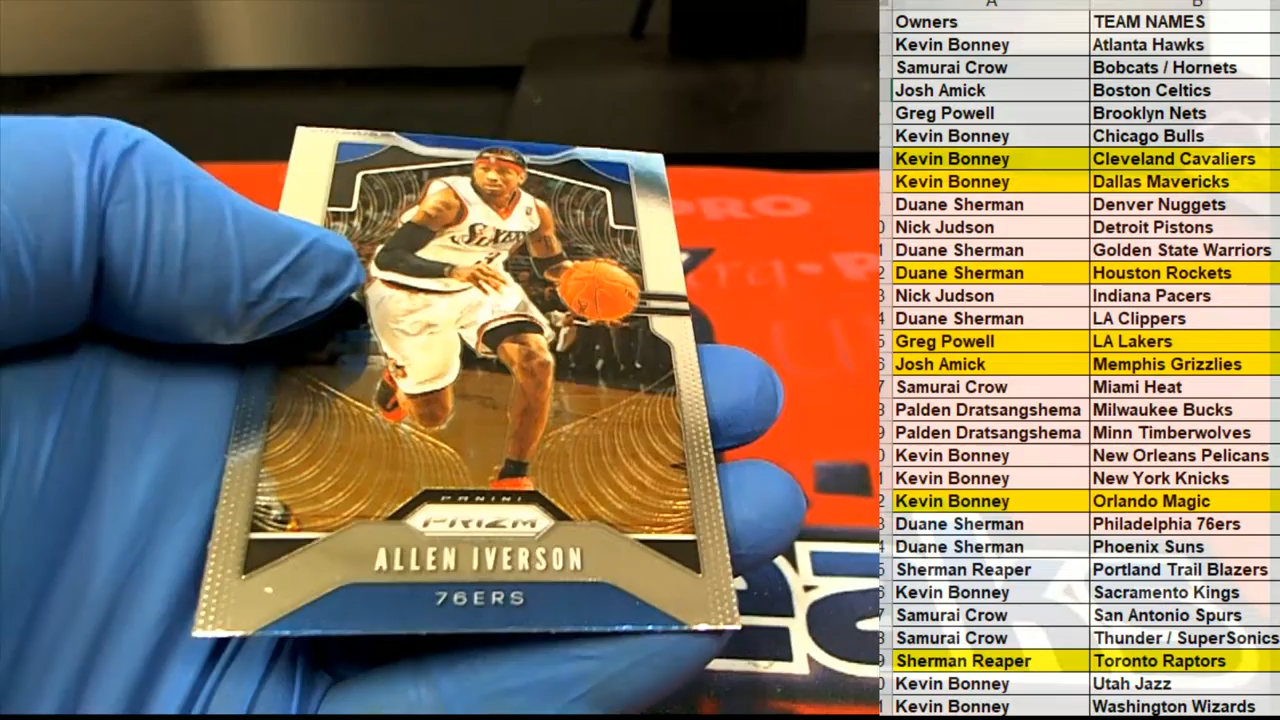 SIXERS
3
PANINI
PRIZM
ALLEN IVERSON
76ERS
PRO
A B
Owners TEAM NAMES
Kevin Bonney Atlanta Hawks
Samurai Crow Bobcats / Hornets
Josh Amick Boston Celtics
Greg Powell Brooklyn Nets
Kevin Bonney Chicago Bulls
Kevin Bonney Cleveland Cavaliers
Kevin Bonney Dallas Mavericks
Duane Sherman Denver Nuggets
Nick Judson Detroit Pistons
Duane Sherman Golden State Warriors
Duane Sherman Houston Rockets
Nick Judson Indiana Pacers
Duane Sherman LA Clippers
Greg Powell LA Lakers
Josh Amick Memphis Grizzlies
Samurai Crow Miami Heat
Palden Dratsangshema Milwaukee Bucks
Palden Dratsangshema Minn Timberwolves
Kevin Bonney New Orleans Pelicans
Kevin Bonney New York Knicks
Kevin Bonney Orlando Magic
Duane Sherman Philadelphia 76ers
Duane Sherman Phoenix Suns
Sherman Reaper Portland Trail Blazers
Kevin Bonney Sacramento Kings
Samurai Crow San Antonio Spurs
Samurai Crow Thunder / SuperSonics
Sherman Reaper Toronto Raptors
Kevin Bonney Utah Jazz
Kevin Bonney Washington Wizards